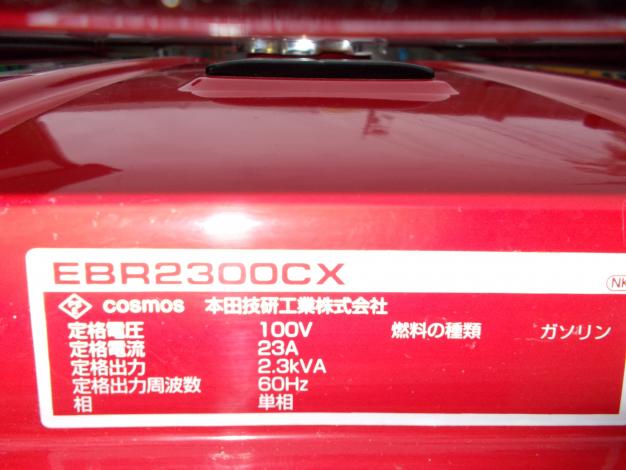 EBR2300CX
NK
cosmos 本田技研工業株式会社
定格電圧 100V 燃料の種類 ガソリン
定格電流 23A
定格出力 2.3kVA
定格出力周波数 60Hz
相 単相